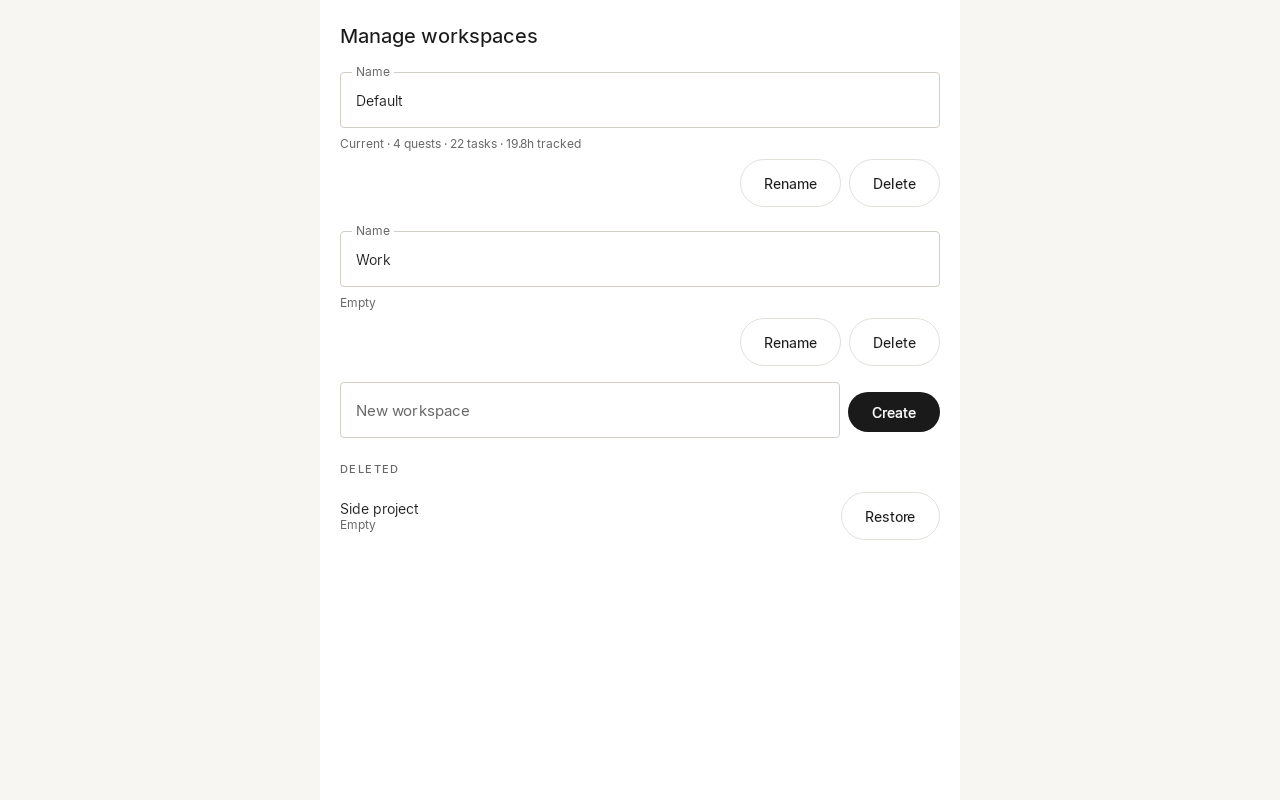 Manage workspaces
Name
Default
Current · 4 quests · 22 tasks · 19.8h tracked
Rename Delete
Name
Work
Empty
Rename Delete
New workspace Create
DELETED
Side project
Empty
Restore